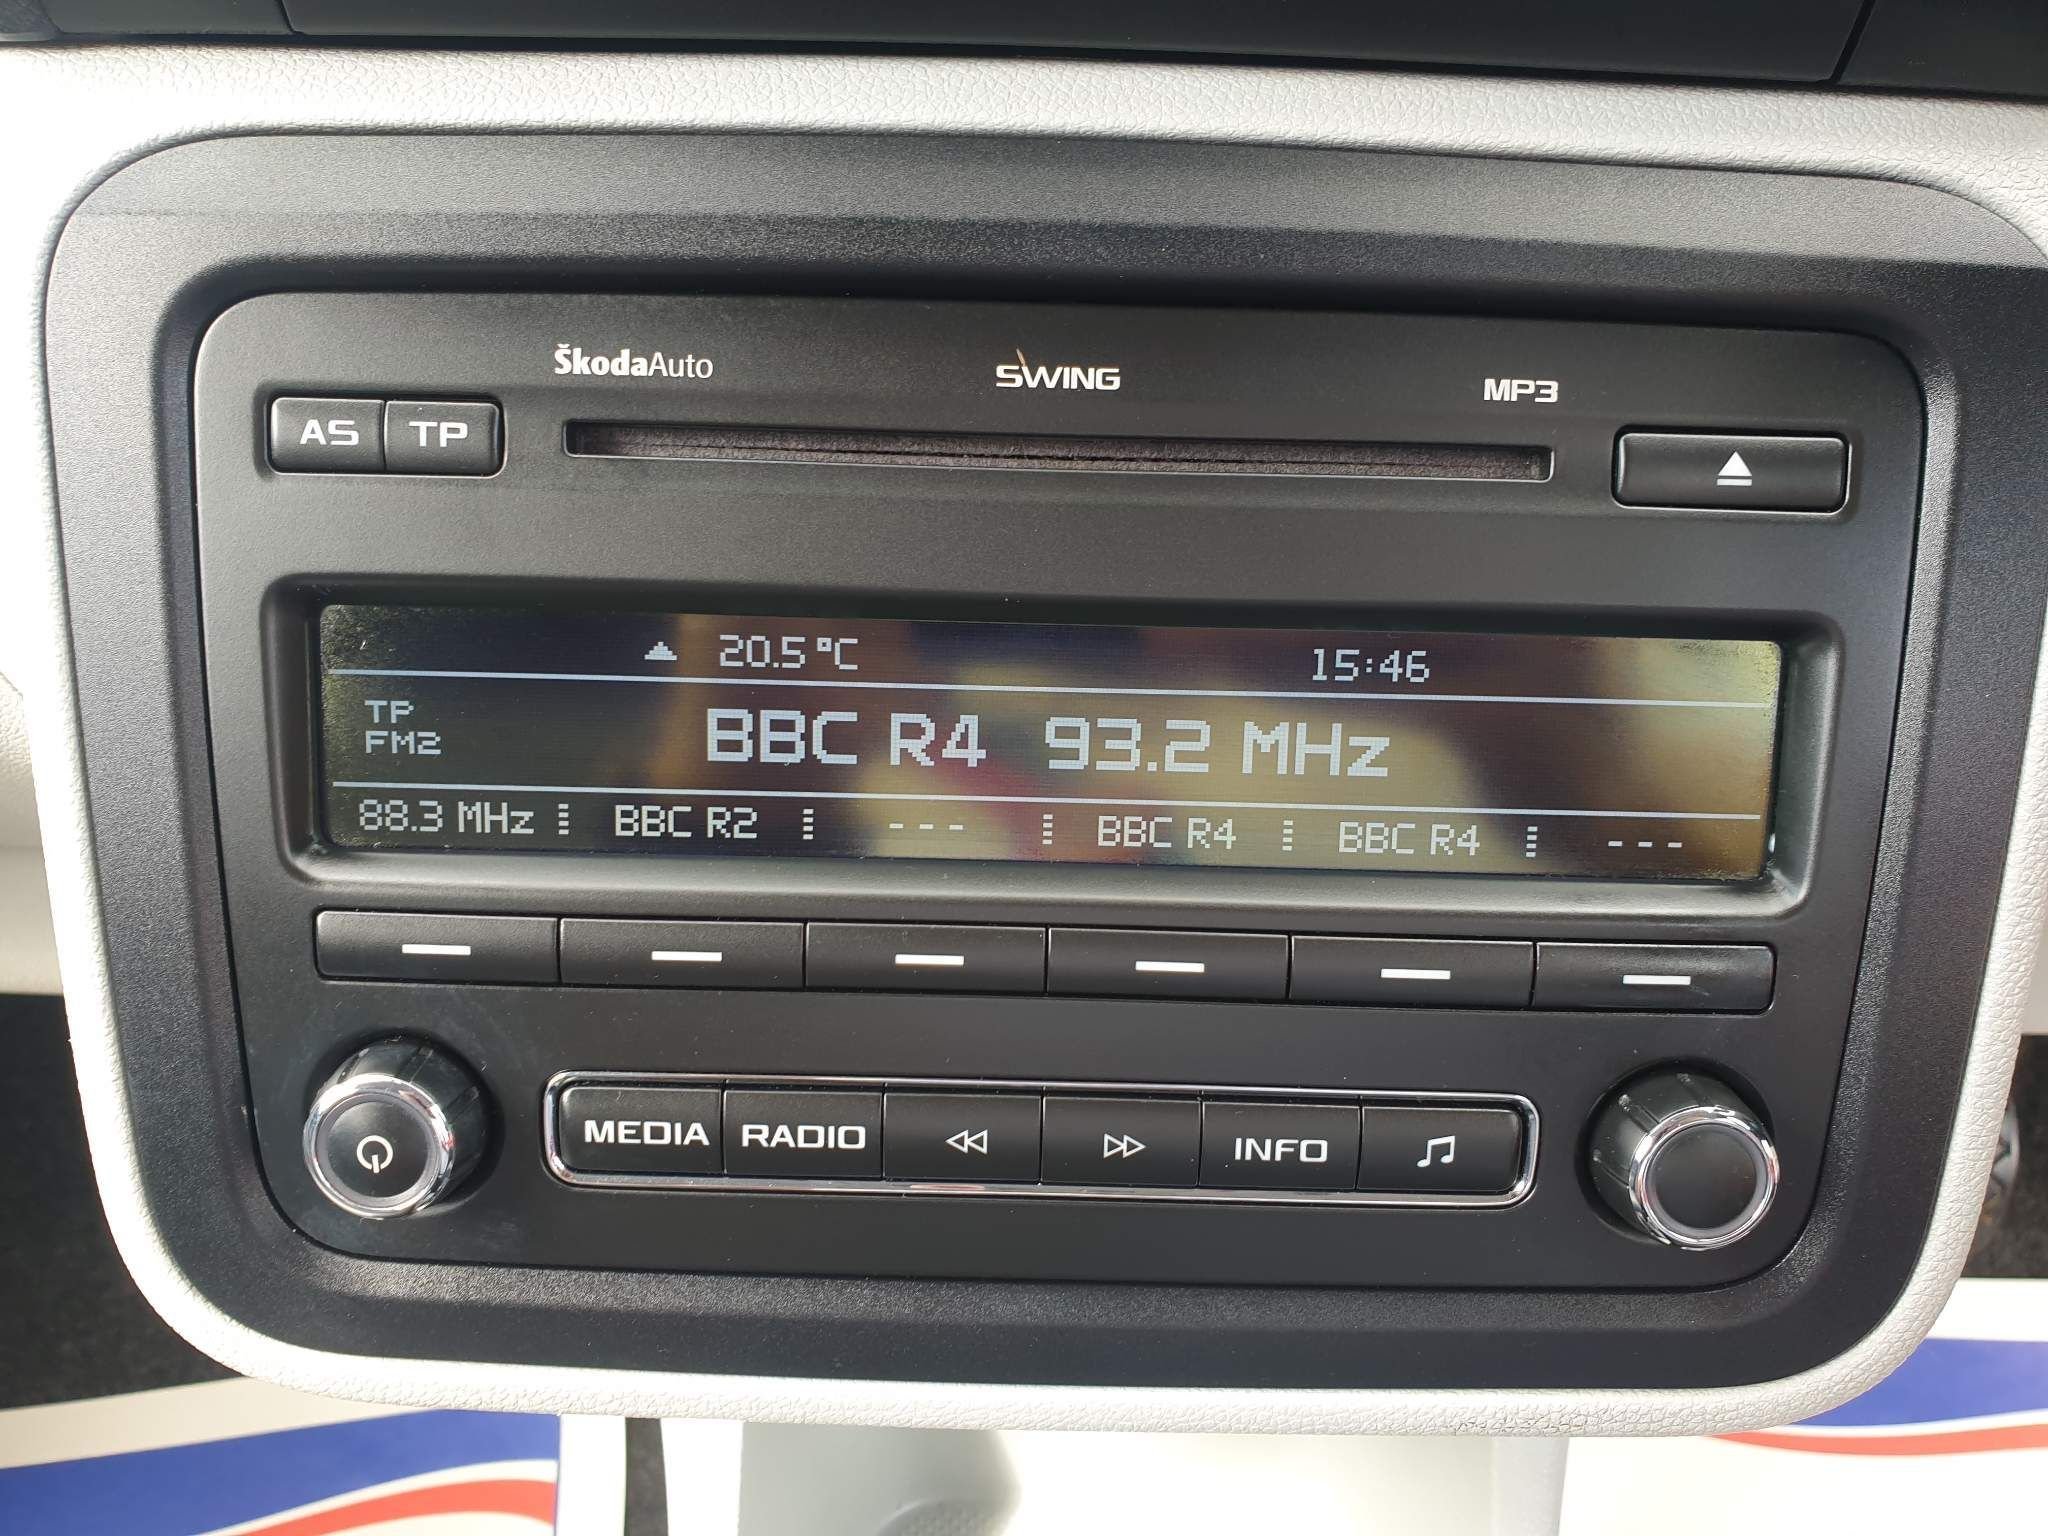 ŠkodaAuto SWING MP3
AS TP
20.5°C 15:46
TP
FM2
BBC R4 93.2 MHz
88.3 MHz BBC R2 --- BBC R4 BBC R4 ---
MEDIA RADIO INFO